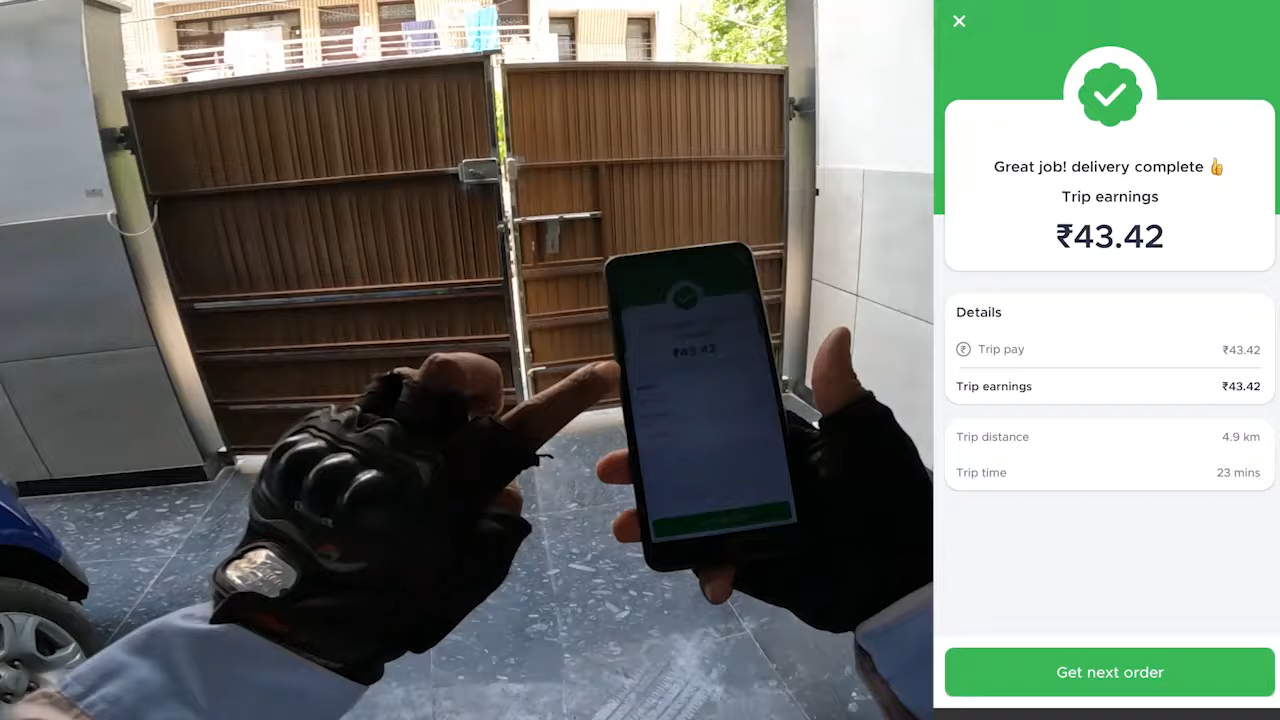 Great job! delivery complete 👍
Trip earnings
₹43.42
Details
Trip pay ₹43.42
Trip earnings ₹43.42
Trip distance 4.9 km
Trip time 23 mins
Get next order
₹43.42